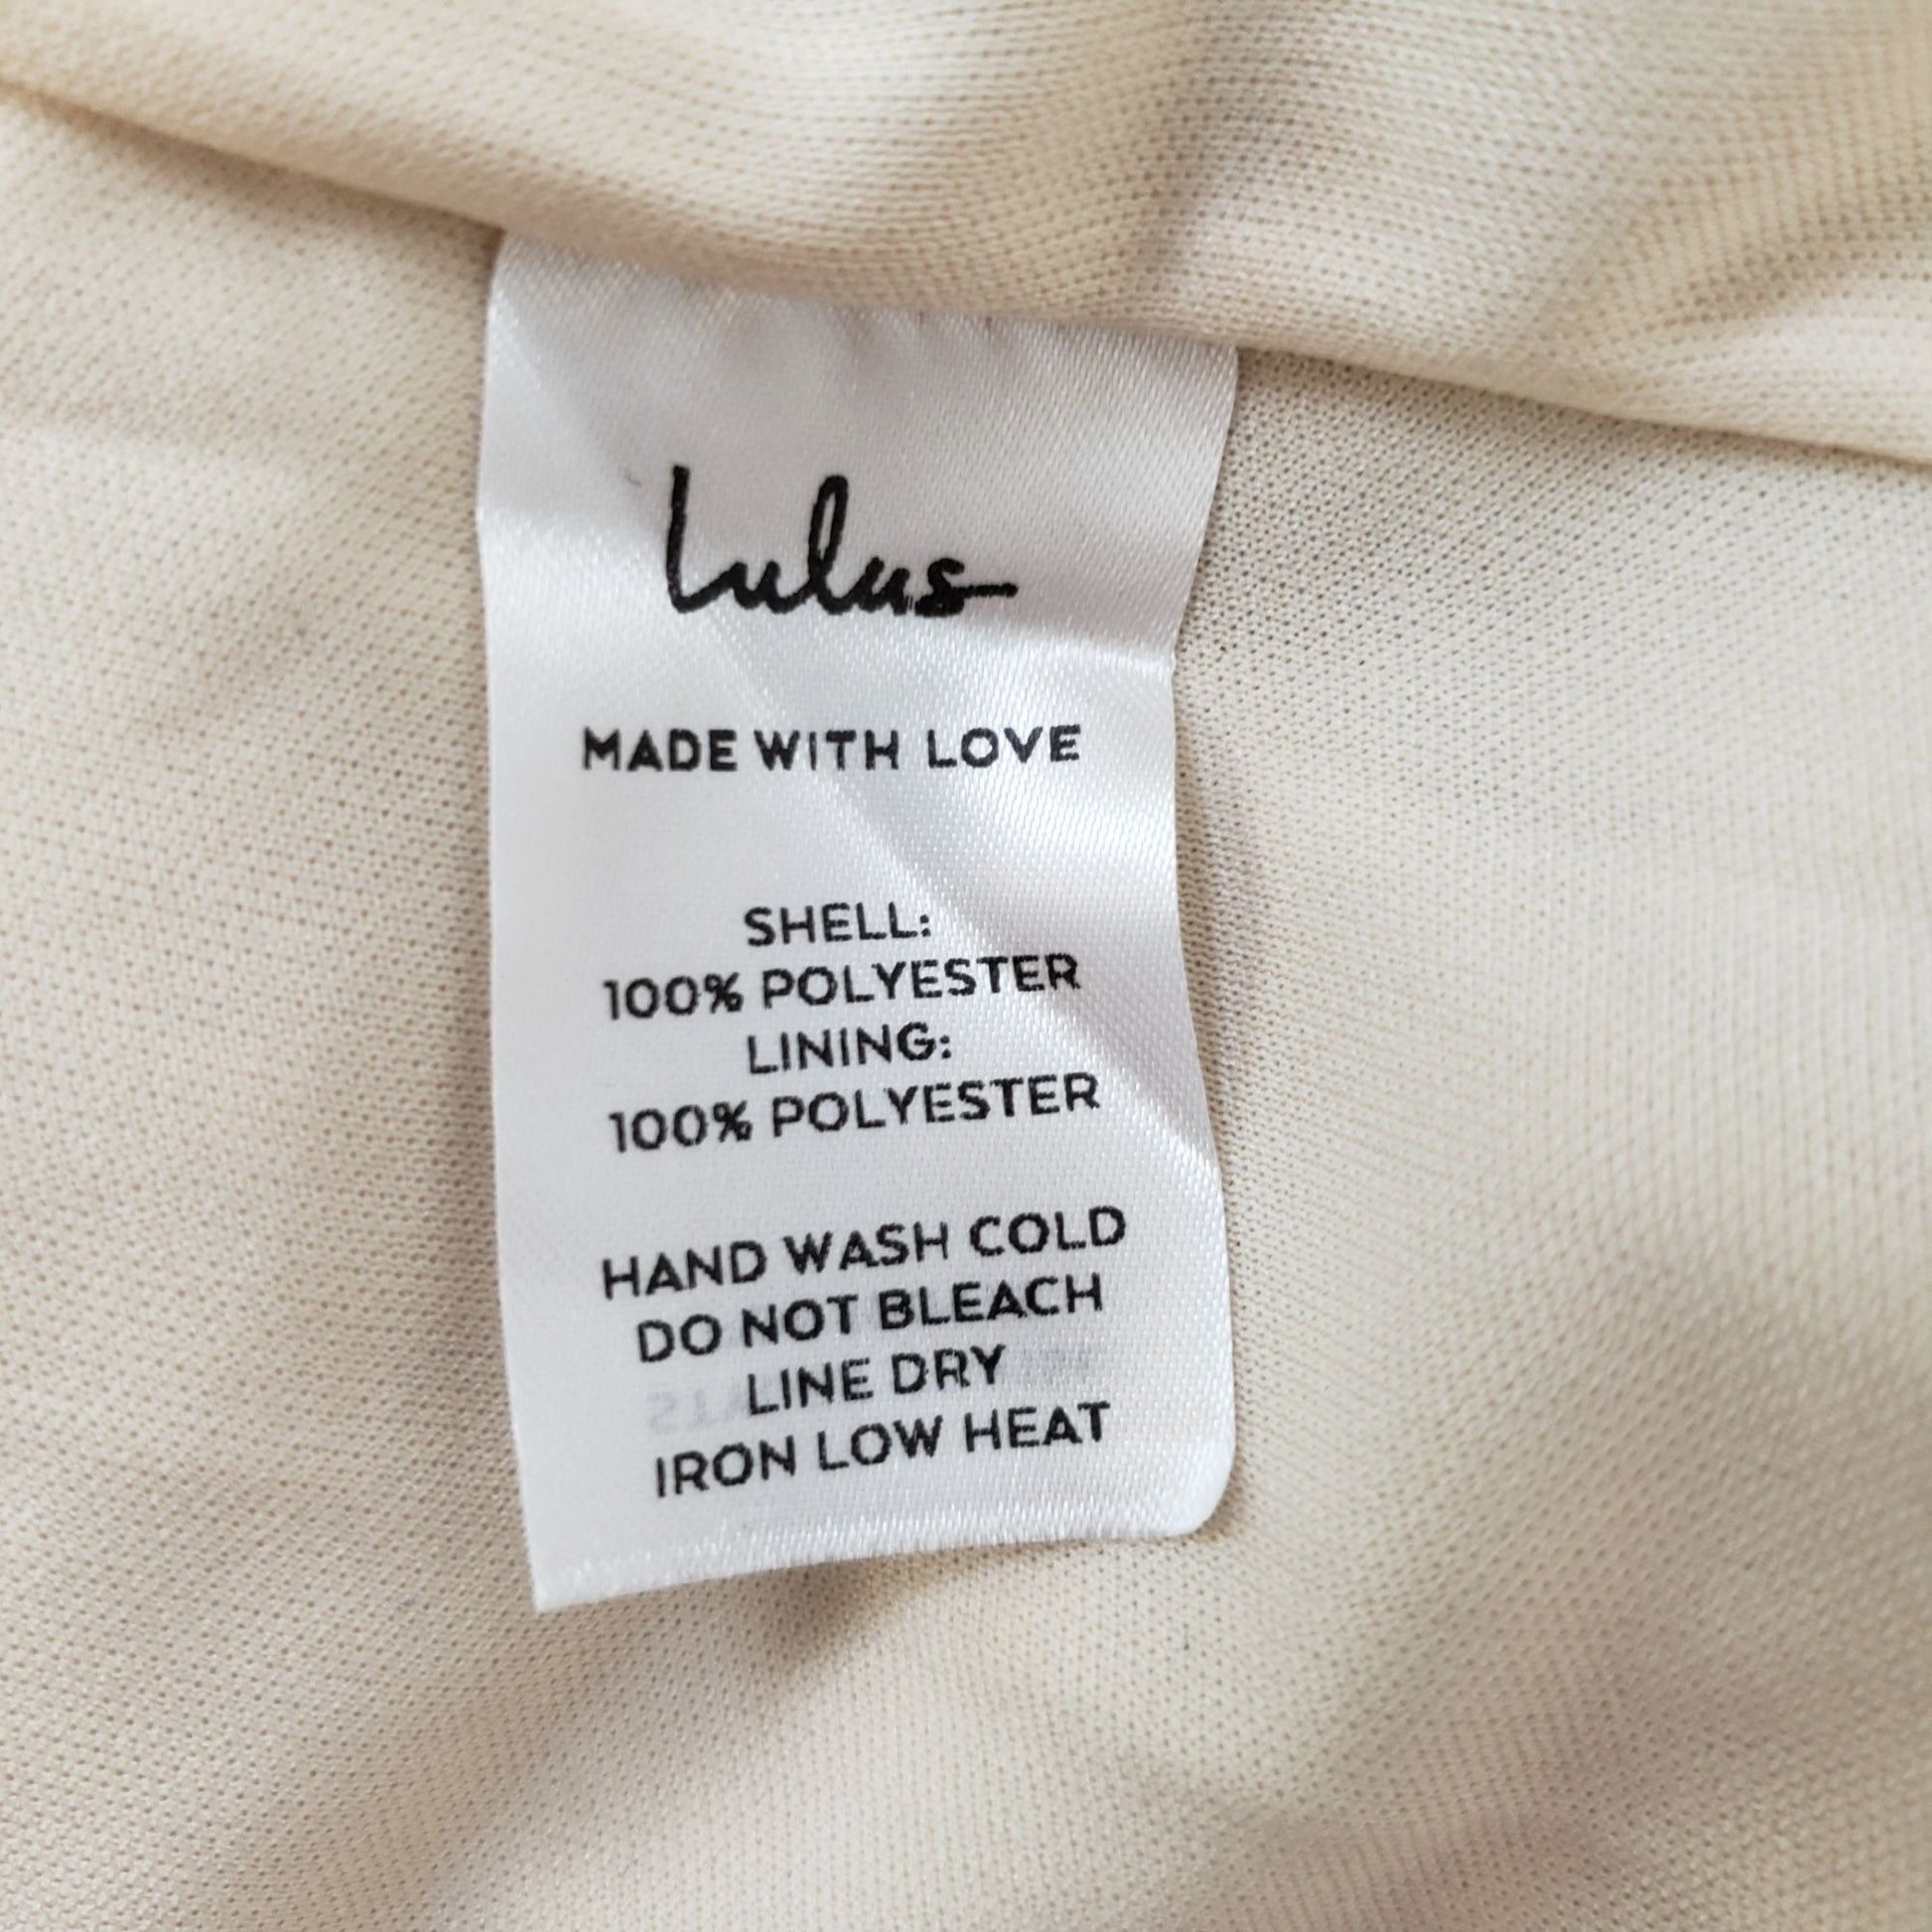 Lulus
MADE WITH LOVE
SHELL:
100% POLYESTER
LINING:
100% POLYESTER
HAND WASH COLD
DO NOT BLEACH
LINE DRY
IRON LOW HEAT